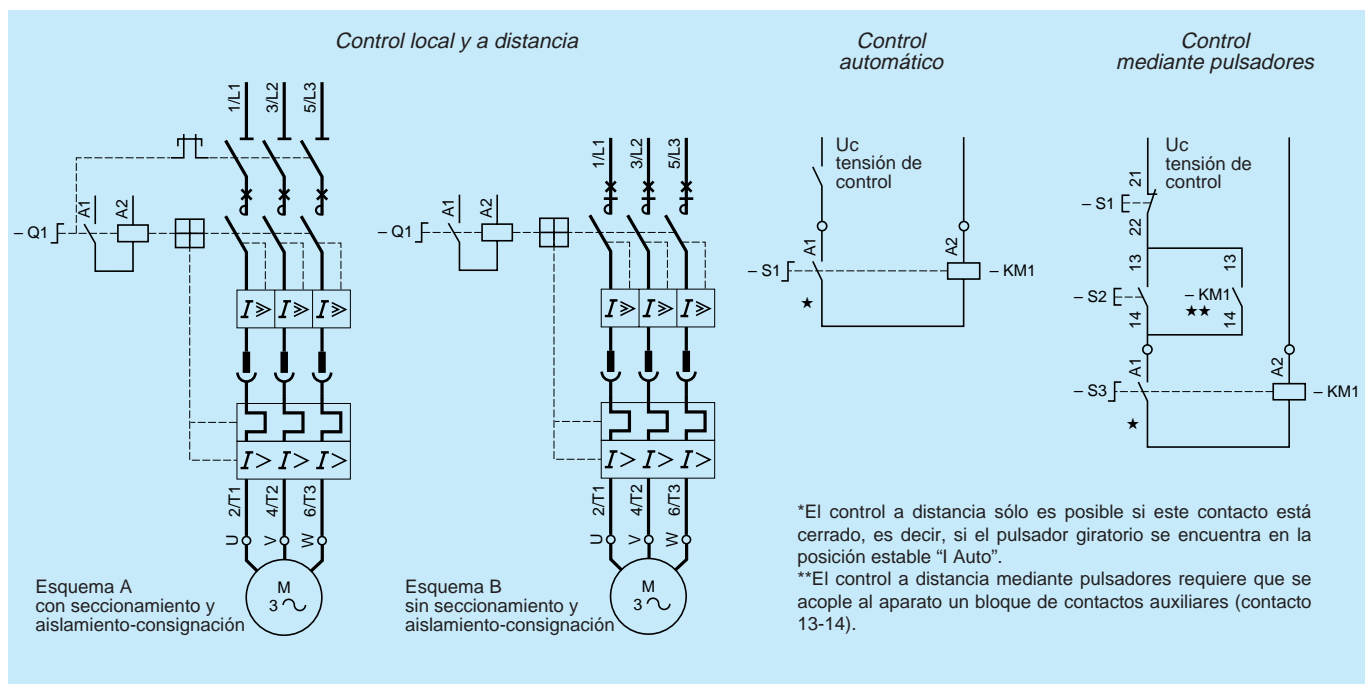 Control local y a distancia
Control
automático
Control
mediante pulsadores
1/L1
3/L2
5/L3
A1
A2
– Q1
I
I
I
I>
I>
I>
2/T1
4/T2
6/T3
U
V
W
M
3
Esquema A
con seccionamiento y
aislamiento-consignación
1/L1
3/L2
5/L3
A1
A2
– Q1
I
I
I
I>
I>
I>
2/T1
4/T2
6/T3
U
V
W
M
3
Esquema B
sin seccionamiento y
aislamiento-consignación
Uc
tensión de
control
A1
A2
– S1
★
– KM1
Uc
tensión de
control
21
– S1
22
13
13
– S2
– KM1
★★
14
14
A1
A2
– S3
– KM1
★
*El control a distancia sólo es posible si este contacto está
cerrado, es decir, si el pulsador giratorio se encuentra en la
posición estable “I Auto”.
**El control a distancia mediante pulsadores requiere que se
acople al aparato un bloque de contactos auxiliares (contacto
13-14).